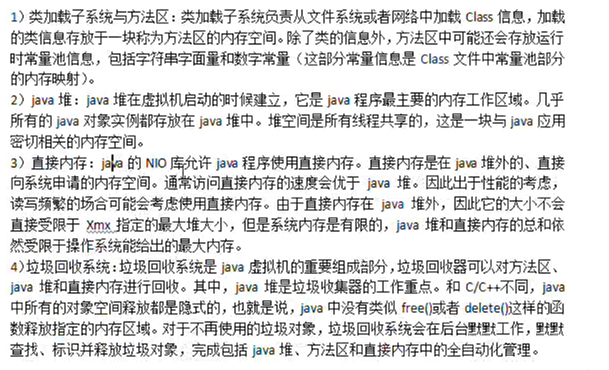 1）类加载子系统与方法区：类加载子系统负责从文件系统或者网络中加载 Class 信息，加载
的类信息存放于一块称为方法区的内存空间。除了类的信息外，方法区中可能还会存放运行
时常量池信息，包括字符串字面量和数字常量（这部分常量信息是 Class 文件中常量池部分
的内存映射）。
2）java 堆：java 堆在虚拟机启动的时候建立，它是 java 程序最主要的内存工作区域。几乎
所有的 java 对象实例都存放在 java 堆中。堆空间是所有线程共享的，这是一块与 java 应用
密切相关的内存空间。
3）直接内存：java 的 NIO 库允许 java 程序使用直接内存。直接内存是在 java 堆外的、直接
向系统申请的内存空间。通常访问直接内存的速度会优于 java 堆。因此出于性能的考虑，
读写频繁的场合可能会考虑使用直接内存。由于直接内存在 java 堆外，因此它的大小不会
直接受限于 Xmx 指定的最大堆大小，但是系统内存是有限的，java 堆和直接内存的总和依
然受限于操作系统能给出的最大内存。
4）垃圾回收系统：垃圾回收系统是 java 虚拟机的重要组成部分，垃圾回收器可以对方法区、
java 堆和直接内存进行回收。其中，java 堆是垃圾收集器的工作重点。和 C/C++不同，java
中所有的对象空间释放都是隐式的，也就是说，java 中没有类似 free()或者 delete()这样的函
数释放指定的内存区域。对于不再使用的垃圾对象，垃圾回收系统会在后台默默工作，默默
查找、标识并释放垃圾对象，完成包括 java 堆、方法区和直接内存中的全自动化管理。